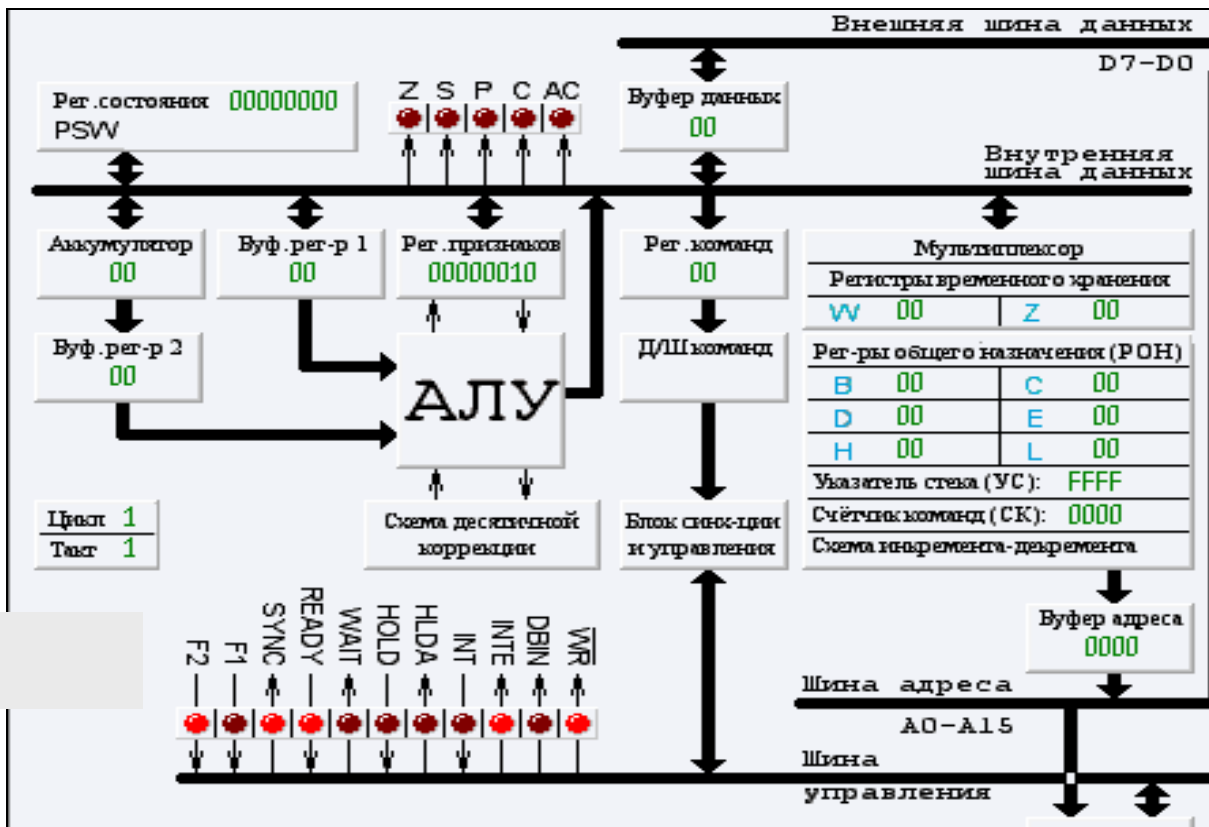 Внешняя шина данных
D7-D0
Рег.состояния 00000000
PSW
Z S P C AC
Буфер данных
00
Внутренняя
шина данных
Аккумулятор
00
Буф.рег-р 1
00
Рег.признаков
00000010
Рег.команд
00
Мультиплексор
Регистры временного хранения
W 00 Z 00
Буф.рег-р 2
00
АЛУ
Д/Ш команд
Рег-ры общего назначения (РОН)
B 00 C 00
D 00 E 00
H 00 L 00
Указатель стека (УС): FFFF
Счётчик команд (СК): 0000
Схема инкремента-декремента
Цикл 1
Такт 1
Схема десятичной
коррекции
Блок синх-ции
и управления
F2 F1 SYNC READY WAIT HOLD HLDA INT INTE DBIN WR
Буфер адреса
0000
Шина адреса
A0-A15
Шина
управления